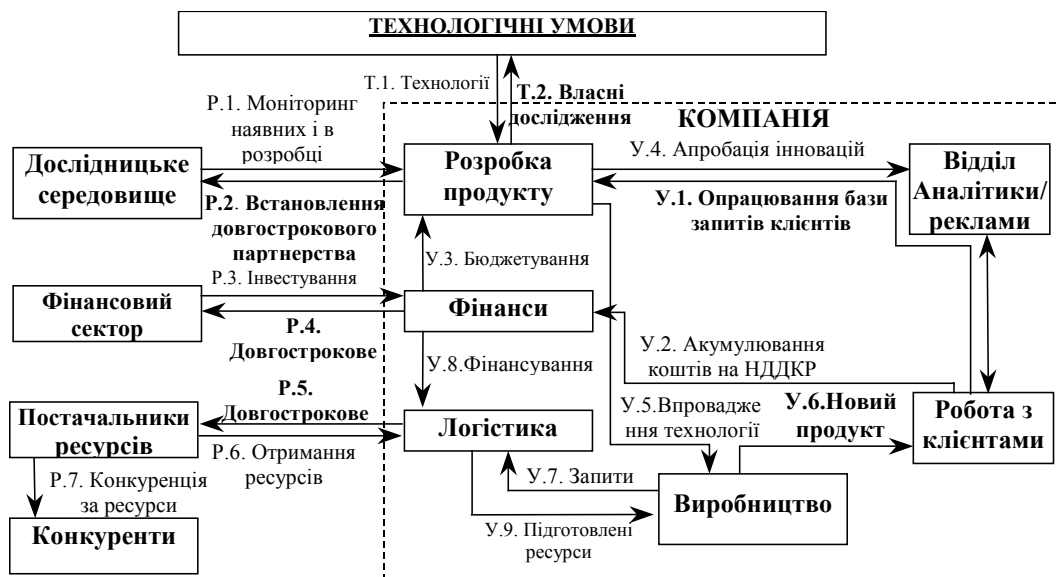 ТЕХНОЛОГІЧНІ УМОВИ
Т.1. Технології
Т.2. Власні
дослідження
Р.1. Моніторинг
наявних і в
розробці
КОМПАНІЯ
Дослідницьке
середовище
Розробка
продукту
У.4. Апробація інновацій
Відділ
Аналітики/
реклами
Р.2. Встановлення
довгострокового
партнерства
У.1. Опрацювання бази
запитів клієнтів
У.3. Бюджетування
Р.3. Інвестування
Фінансовий
сектор
Фінанси
Р.4.
Довгострокове
У.2. Акумулювання
коштів на НДДКР
У.8.Фінансування
Р.5.
Довгострокове
Постачальники
ресурсів
Логістика
У.5.Впровадже
ння технології
У.6.Новий
продукт
Робота з
клієнтами
Р.6. Отримання
ресурсів
Р.7. Конкуренція
за ресурси
У.7. Запити
Виробництво
Конкуренти
У.9. Підготовлені
ресурси